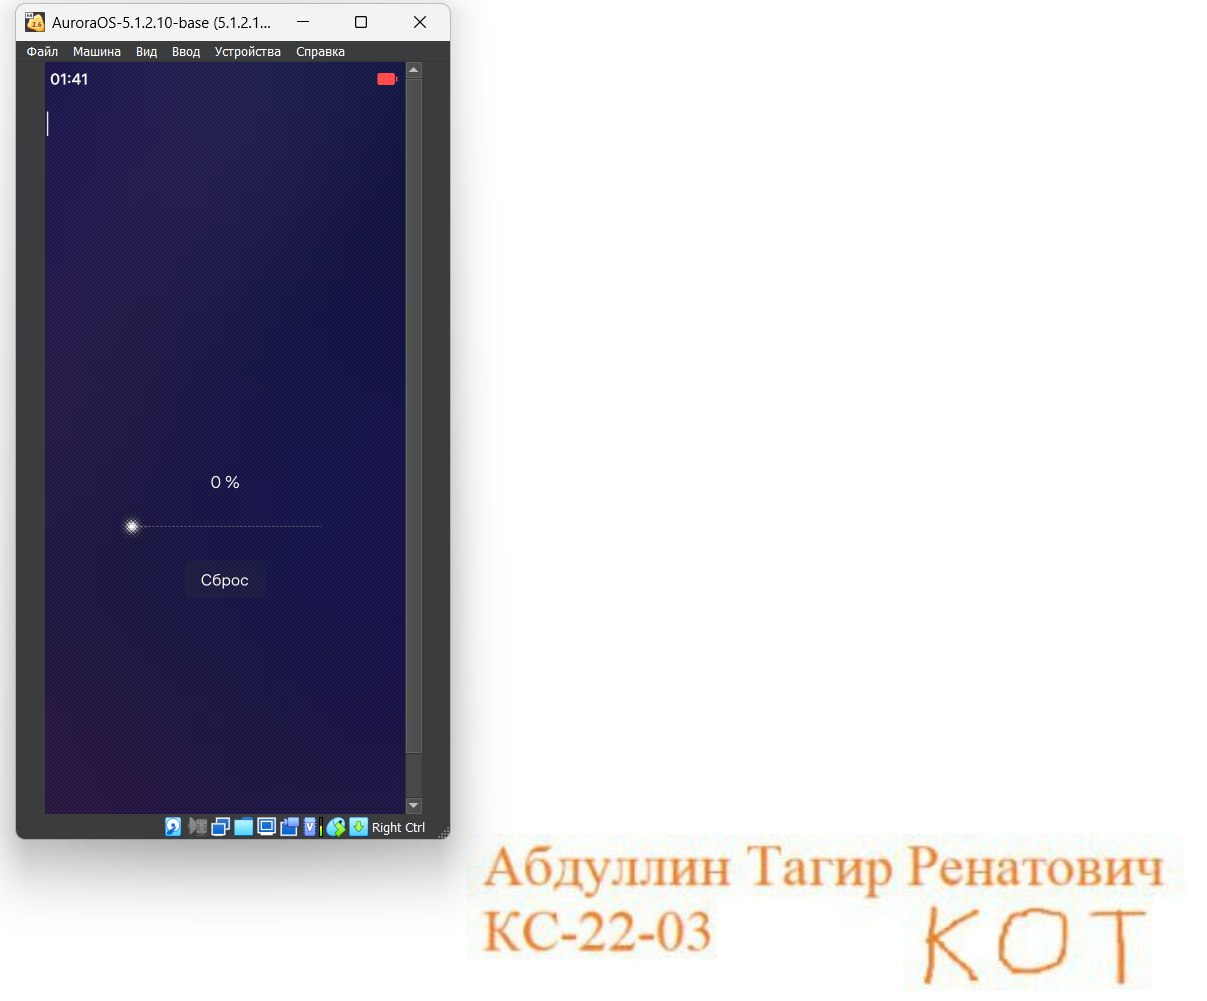 AuroraOS-5.1.2.10-base (5.1.2.1...
Файл Машина Вид Ввод Устройства Справка
01:41
0 %
Сброс
Right Ctrl
Абдуллин Тагир Ренатович
КС-22-03
КОТ